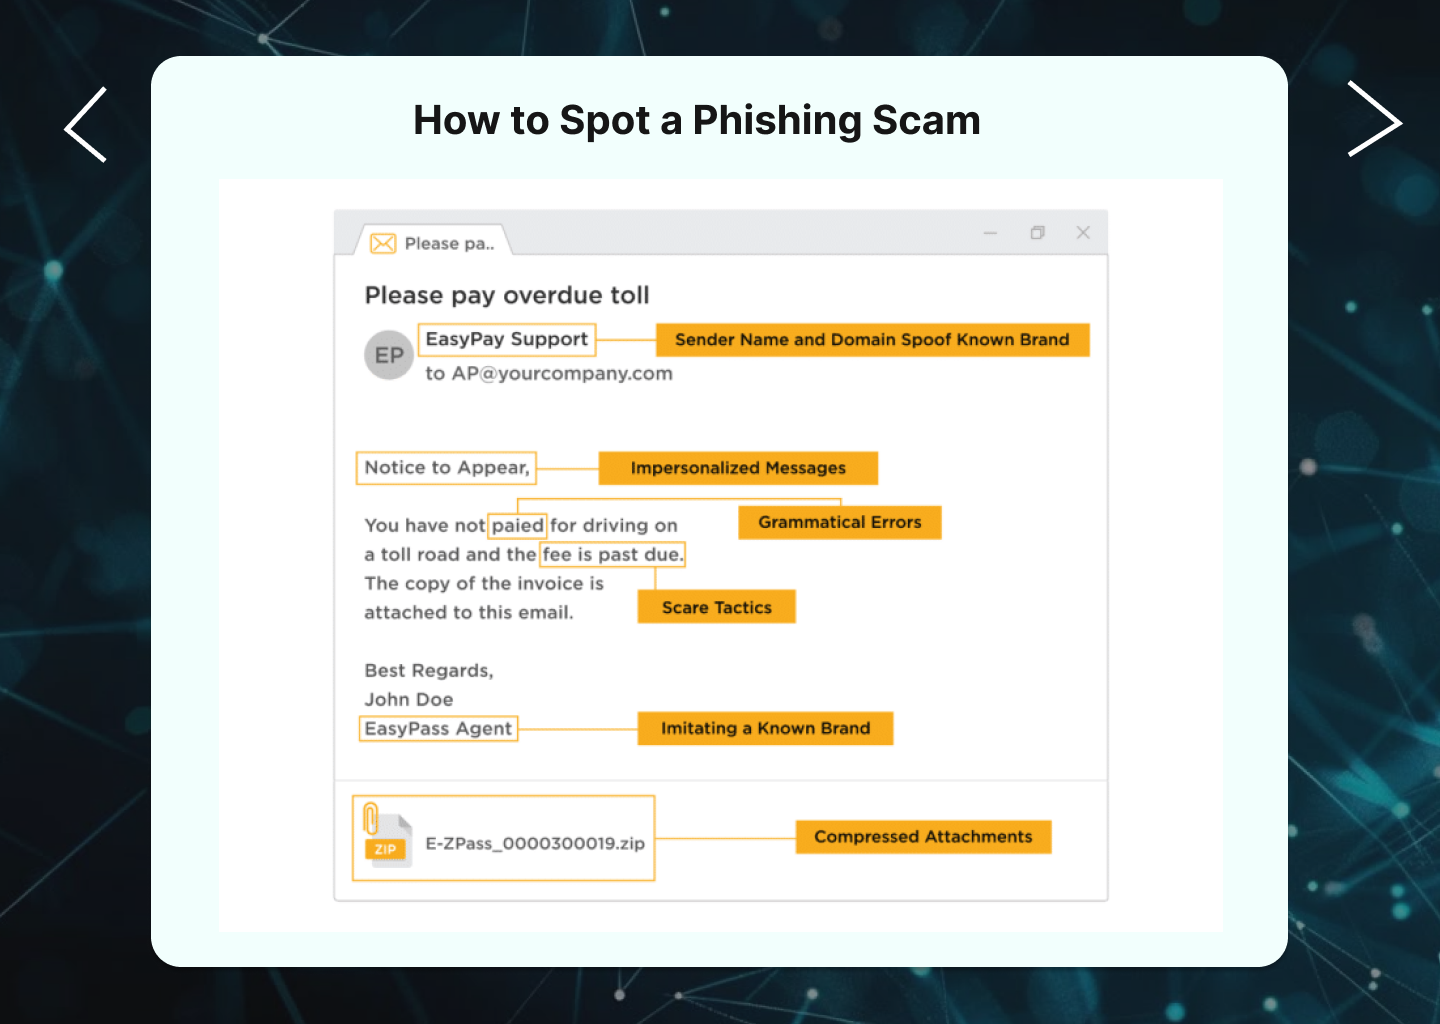 How to Spot a Phishing Scam
Please pa..
Please pay overdue toll
EP
EasyPay Support
Sender Name and Domain Spoof Known Brand
to AP@yourcompany.com
Notice to Appear,
Impersonalized Messages
You have not paied for driving on
Grammatical Errors
a toll road and the fee is past due.
The copy of the invoice is
attached to this email.
Scare Tactics
Best Regards,
John Doe
EasyPass Agent
Imitating a Known Brand
ZIP
E-ZPass_0000300019.zip
Compressed Attachments